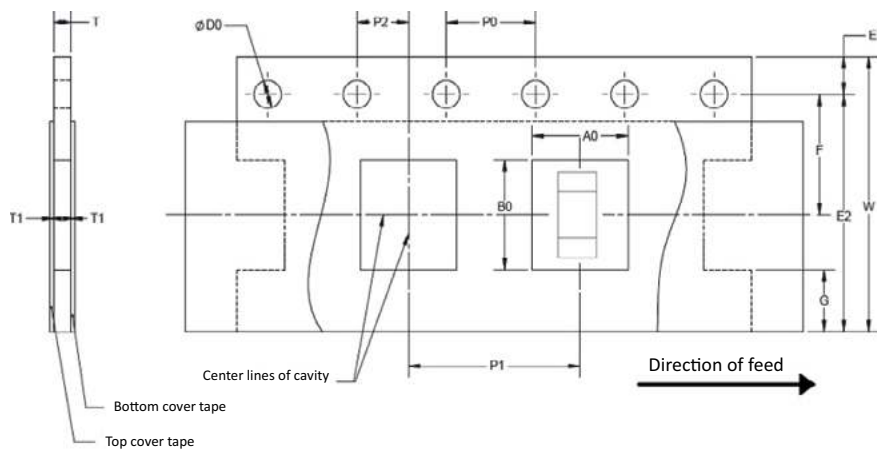 T
ϕD0
P2
P0
E
A0
F
T1
T1
B0
E2
W
G
Center lines of cavity
P1
Direction of feed
Bottom cover tape
Top cover tape